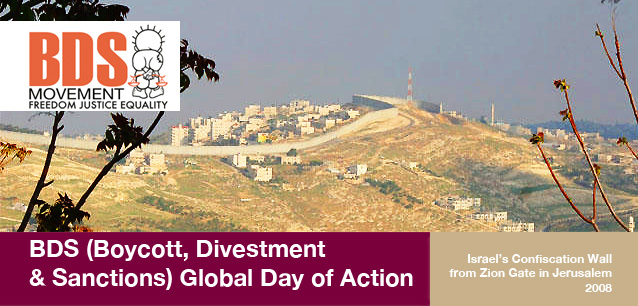 BDS
MOVEMENT
FREEDOM JUSTICE EQUALITY
BDS (Boycott, Divestment
& Sanctions) Global Day of Action
Israel's Confiscation Wall
from Zion Gate in Jerusalem
2008